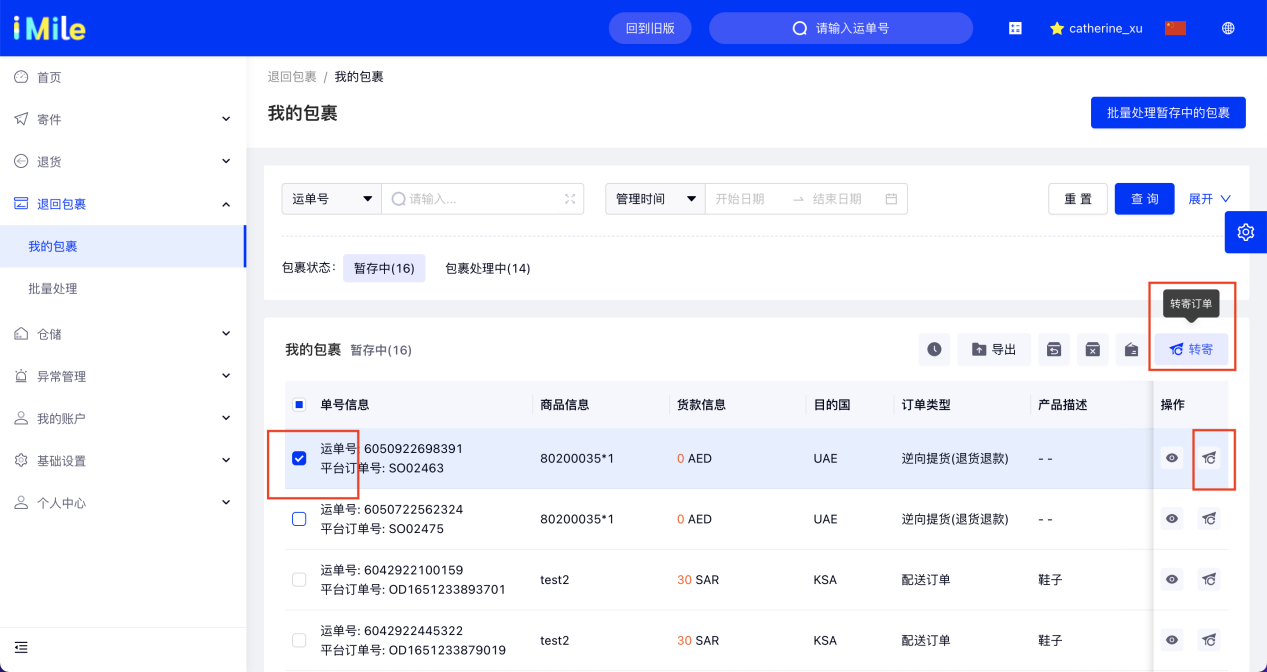 iMile
回到旧版
请输入运单号
catherine_xu
首页
寄件
退货
退回包裹
我的包裹
批量处理
仓储
异常管理
我的账户
基础设置
个人中心
退回包裹 / 我的包裹
我的包裹
批量处理暂存中的包裹
运单号 请输入...
管理时间 开始日期 → 结束日期
重 置
查 询
展开
包裹状态: 暂存中(16) 包裹处理中(14)
转寄订单
我的包裹 暂存中(16)
导出
转寄
单号信息 商品信息 货款信息 目的国 订单类型 产品描述 操作
运单号: 6050922698391
平台订单号: SO02463
80200035*1 0 AED UAE 逆向提货(退货退款) - -
运单号: 6050722562324
平台订单号: SO02475
80200035*1 0 AED UAE 逆向提货(退货退款) - -
运单号: 6042922100159
平台订单号: OD1651233893701
test2 30 SAR KSA 配送订单 鞋子
运单号: 6042922445322
平台订单号: OD1651233879019
test2 30 SAR KSA 配送订单 鞋子